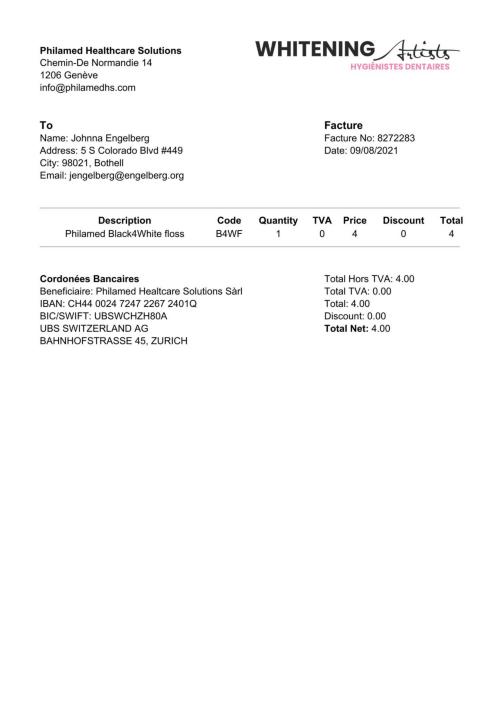 Philamed Healthcare Solutions
Chemin-De Normandie 14
1206 Genève
info@philamedhs.com
WHITENING Artists
HYGIÉNISTES DENTAIRES
To
Name: Johnna Engelberg
Address: 5 S Colorado Blvd #449
City: 98021, Bothell
Email: jengelberg@engelberg.org
Facture
Facture No: 8272283
Date: 09/08/2021
Description Code Quantity TVA Price Discount Total
Philamed Black4White floss B4WF 1 0 4 0 4
Cordonées Bancaires
Beneficiaire: Philamed Healtcare Solutions Sàrl
IBAN: CH44 0024 7247 2267 2401Q
BIC/SWIFT: UBSWCHZH80A
UBS SWITZERLAND AG
BAHNHOFSTRASSE 45, ZURICH
Total Hors TVA: 4.00
Total TVA: 0.00
Total: 4.00
Discount: 0.00
Total Net: 4.00